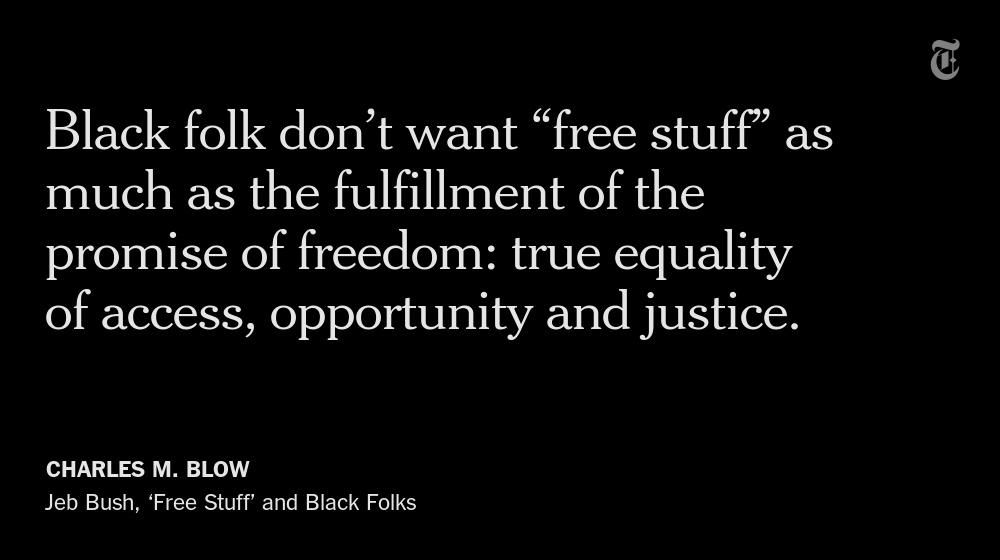 T
Black folk don’t want “free stuff” as
much as the fulfillment of the
promise of freedom: true equality
of access, opportunity and justice.
CHARLES M. BLOW
Jeb Bush, ‘Free Stuff’ and Black Folks